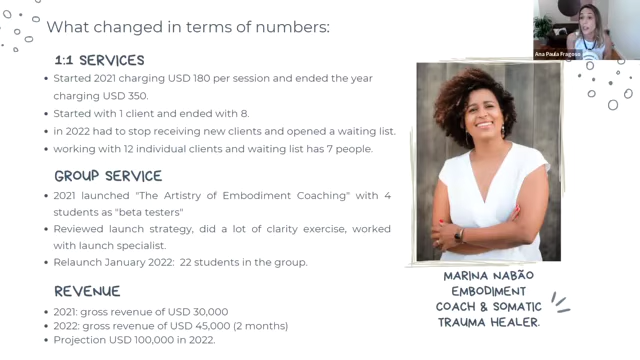 What changed in terms of numbers:
Ana Paula Fragoso
1:1 SERVICES
Started 2021 charging USD 180 per session and ended the year
charging USD 350.
Started with 1 client and ended with 8.
in 2022 had to stop receiving new clients and opened a waiting list.
working with 12 individual clients and waiting list has 7 people.
GROUP SERVICE
2021 launched "The Artistry of Embodiment Coaching" with 4
students as "beta testers"
Reviewed launch strategy, did a lot of clarity exercise, worked
with launch specialist.
Relaunch January 2022: 22 students in the group.
REVENUE
2021: gross revenue of USD 30,000
2022: gross revenue of USD 45,000 (2 months)
Projection USD 100,000 in 2022.
MARINA NABÃO
EMBODIMENT
COACH & SOMATIC
TRAUMA HEALER.